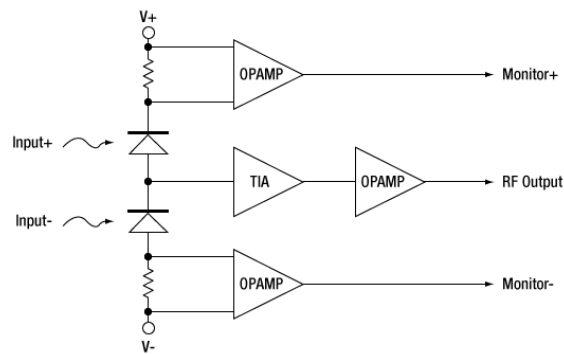 V+
OPAMP
Monitor+
Input+
TIA
OPAMP
RF Output
Input-
OPAMP
Monitor-
V-